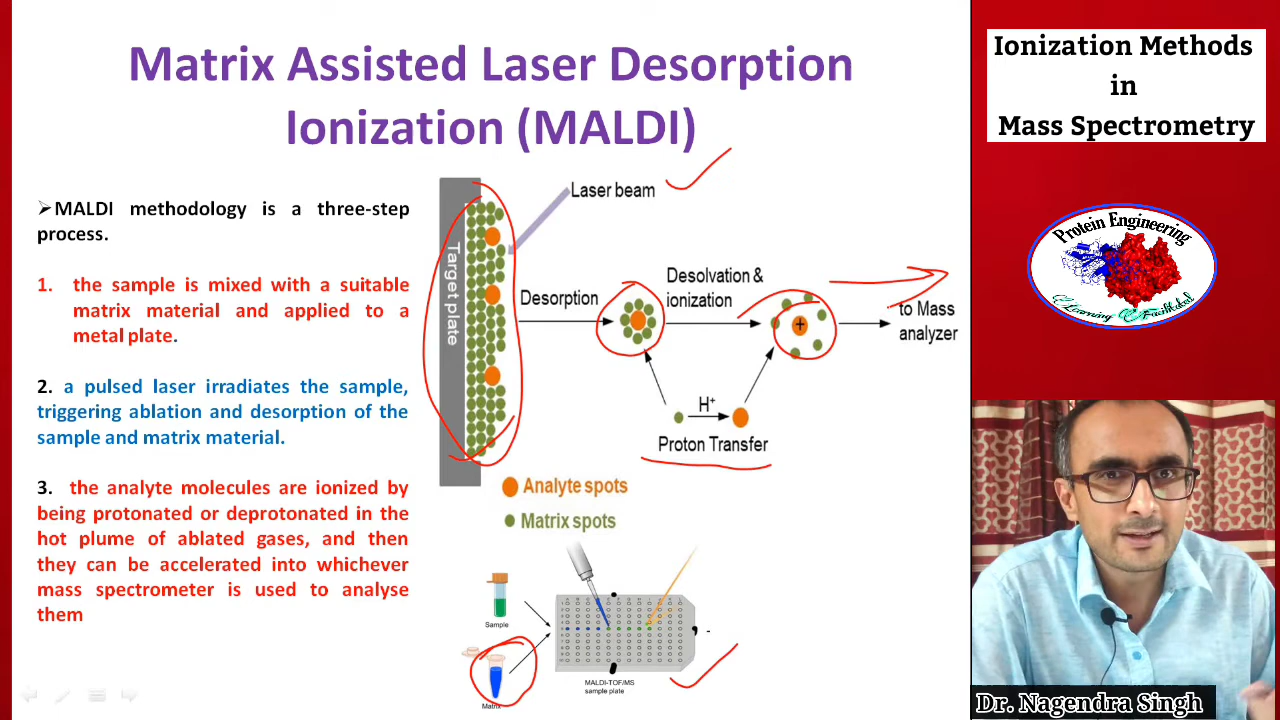 Matrix Assisted Laser Desorption
Ionization (MALDI)
➢MALDI methodology is a three-step
process.
1. the sample is mixed with a suitable
matrix material and applied to a
metal plate.
2. a pulsed laser irradiates the sample,
triggering ablation and desorption of the
sample and matrix material.
3. the analyte molecules are ionized by
being protonated or deprotonated in the
hot plume of ablated gases, and then
they can be accelerated into whichever
mass spectrometer is used to analyse
them
Laser beam
Target plate
Desorption
Desolvation &
ionization
+
to Mass
analyzer
H⁺
Proton Transfer
Analyte spots
Matrix spots
Sample
Matrix
MALDI-TOF/MS
sample plate
Ionization Methods
in
Mass Spectrometry
Protein Engineering
Learning Facilitated
Dr. Nagendra Singh